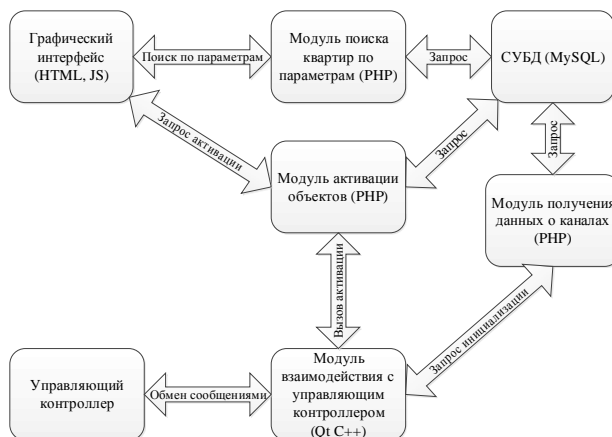 Графический
интерфейс
(HTML, JS)
Поиск по параметрам
Модуль поиска
квартир по
параметрам (PHP)
Запрос
СУБД (MySQL)
Запрос активации
Запрос
Запрос
Модуль активации
объектов (PHP)
Модуль получения
данных о каналах
(PHP)
Вызов активации
Запрос инициализации
Управляющий
контроллер
Обмен сообщениями
Модуль
взаимодействия с
управляющим
контроллером
(Qt C++)